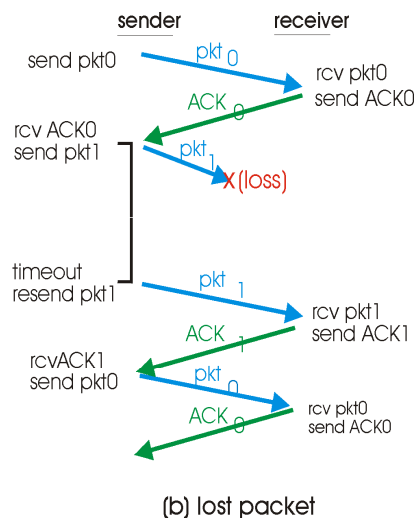 sender receiver
send pkt0
pkt 0
rcv pkt0
send ACK0
ACK 0
rcv ACK0
send pkt1
pkt 1
X (loss)
timeout
resend pkt1
pkt 1
rcv pkt1
send ACK1
ACK 1
rcvACK1
send pkt0
pkt 0
rcv pkt0
send ACK0
ACK 0
(b) lost packet